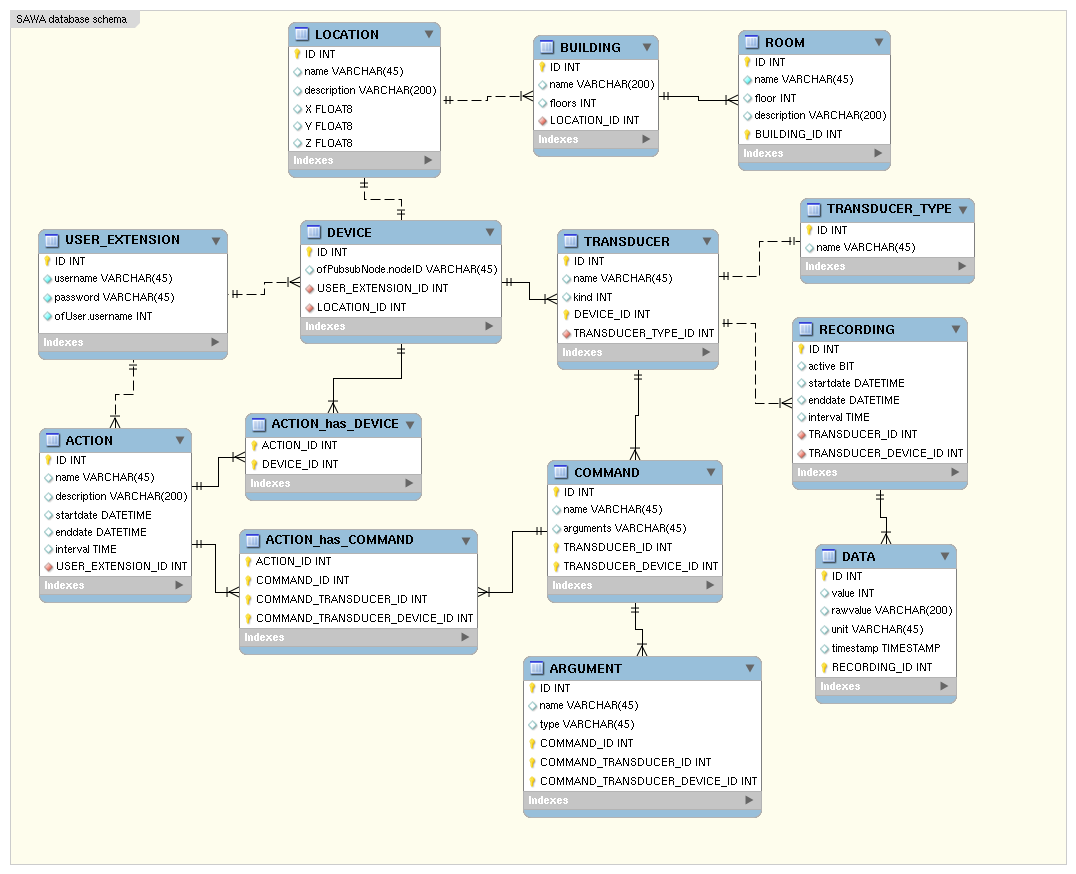 SAWA database schema
LOCATION
ID INT
name VARCHAR(45)
description VARCHAR(200)
X FLOAT8
Y FLOAT8
Z FLOAT8
Indexes
BUILDING
ID INT
name VARCHAR(200)
floors INT
LOCATION_ID INT
Indexes
ROOM
ID INT
name VARCHAR(45)
floor INT
description VARCHAR(200)
BUILDING_ID INT
Indexes
USER_EXTENSION
ID INT
username VARCHAR(45)
password VARCHAR(45)
ofUser.username INT
Indexes
DEVICE
ID INT
ofPubsubNode.nodeID VARCHAR(45)
USER_EXTENSION_ID INT
LOCATION_ID INT
Indexes
TRANSDUCER
ID INT
name VARCHAR(45)
kind INT
DEVICE_ID INT
TRANSDUCER_TYPE_ID INT
Indexes
TRANSDUCER_TYPE
ID INT
name VARCHAR(45)
Indexes
RECORDING
ID INT
active BIT
startdate DATETIME
enddate DATETIME
interval TIME
TRANSDUCER_ID INT
TRANSDUCER_DEVICE_ID INT
Indexes
ACTION
ID INT
name VARCHAR(45)
description VARCHAR(200)
startdate DATETIME
enddate DATETIME
interval TIME
USER_EXTENSION_ID INT
Indexes
ACTION_has_DEVICE
ACTION_ID INT
DEVICE_ID INT
Indexes
ACTION_has_COMMAND
ACTION_ID INT
COMMAND_ID INT
COMMAND_TRANSDUCER_ID INT
COMMAND_TRANSDUCER_DEVICE_ID INT
Indexes
COMMAND
ID INT
name VARCHAR(45)
arguments VARCHAR(45)
TRANSDUCER_ID INT
TRANSDUCER_DEVICE_ID INT
Indexes
DATA
ID INT
value INT
rawvalue VARCHAR(200)
unit VARCHAR(45)
timestamp TIMESTAMP
RECORDING_ID INT
Indexes
ARGUMENT
ID INT
name VARCHAR(45)
type VARCHAR(45)
COMMAND_ID INT
COMMAND_TRANSDUCER_ID INT
COMMAND_TRANSDUCER_DEVICE_ID INT
Indexes